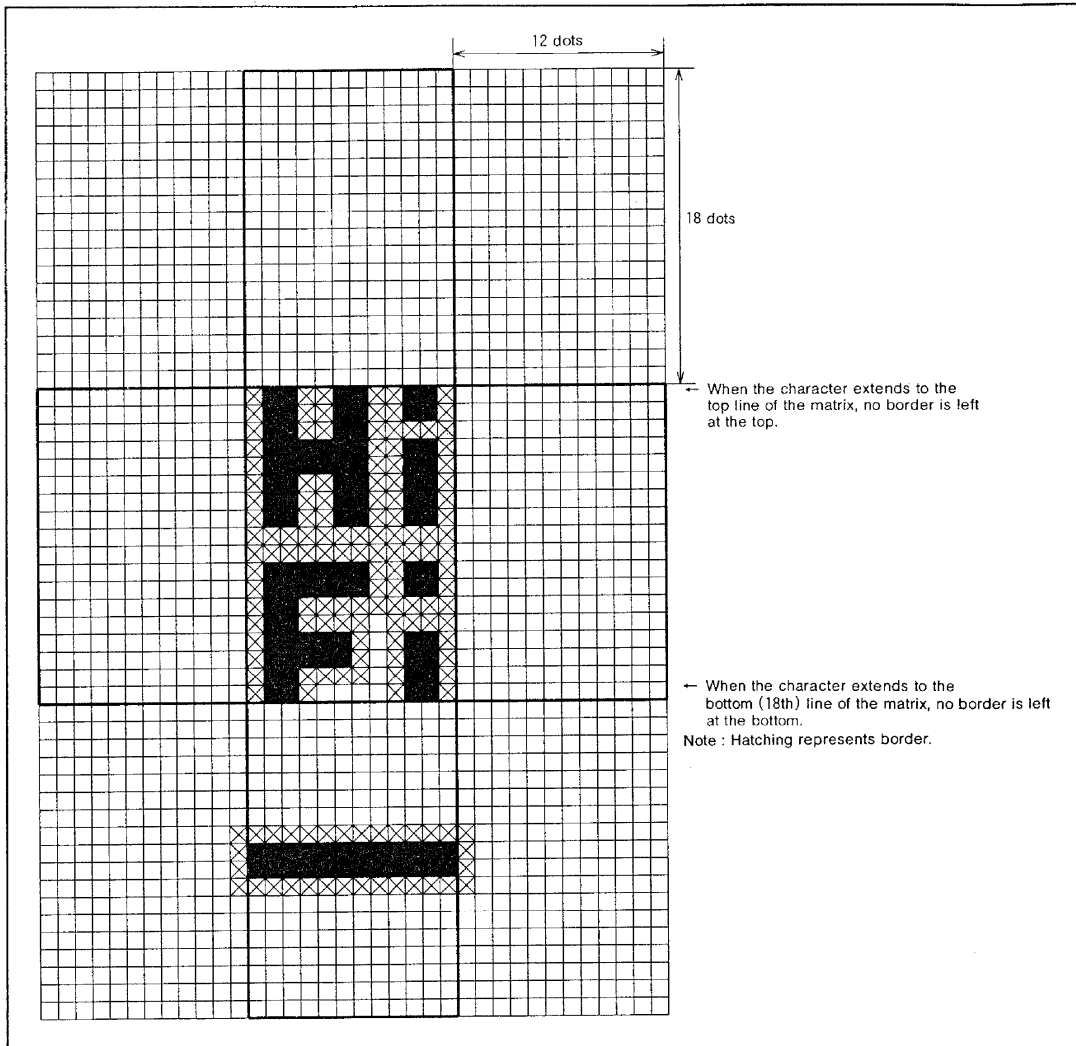 12 dots
18 dots
← When the character extends to the
top line of the matrix, no border is left
at the top.
Hi
Fi
← When the character extends to the
bottom (18th) line of the matrix, no border is left
at the bottom.
Note : Hatching represents border.